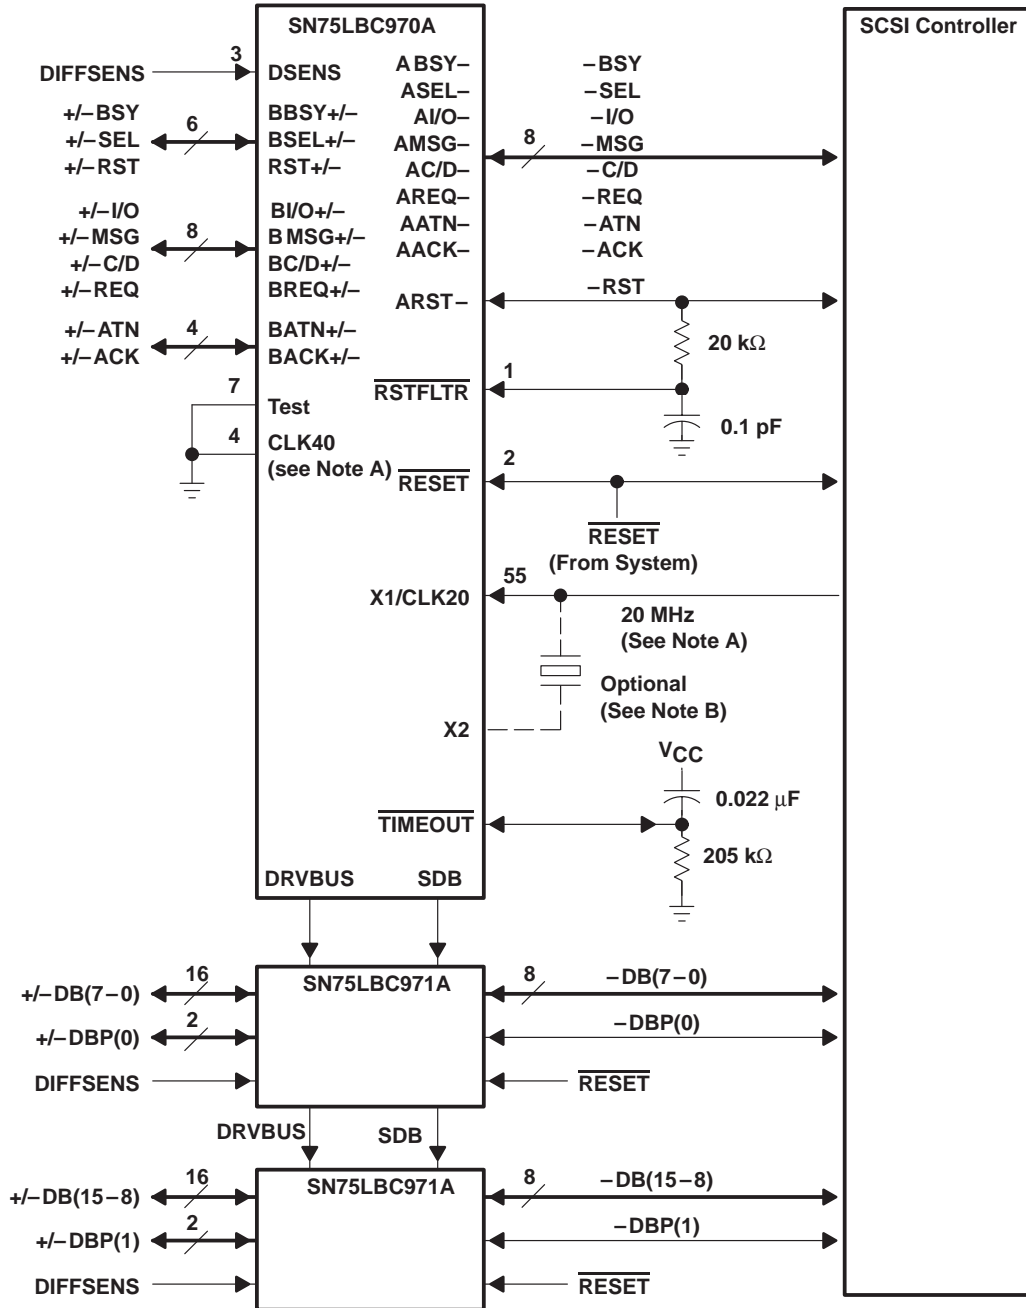 SN75LBC970A
SCSI Controller
3
DIFFSENS
DSENS
ABSY–
–BSY
+/–BSY
BBSY+/–
ASEL–
–SEL
6
+/–SEL
BSEL+/–
AI/O–
–I/O
+/–RST
RST+/–
AMSG–
8
–MSG
AC/D–
–C/D
+/–I/O
BI/O+/–
AREQ–
–REQ
+/–MSG
8
BMSG+/–
AATN–
–ATN
+/–C/D
BC/D+/–
AACK–
–ACK
+/–REQ
BREQ+/–
ARST–
–RST
+/–ATN
4
BATN+/–
20 kΩ
+/–ACK
BACK+/–
7
Test
RSTFLTR
1
4
CLK40
(see Note A)
0.1 pF
RESET
2
RESET
(From System)
X1/CLK20
55
20 MHz
(See Note A)
Optional
(See Note B)
X2
VCC
0.022 μF
TIMEOUT
205 kΩ
DRVBUS
SDB
SN75LBC971A
+/–DB(7–0)
16
8
–DB(7–0)
+/–DBP(0)
2
–DBP(0)
DIFFSENS
RESET
DRVBUS
SDB
SN75LBC971A
+/–DB(15–8)
16
8
–DB(15–8)
+/–DBP(1)
2
–DBP(1)
DIFFSENS
RESET